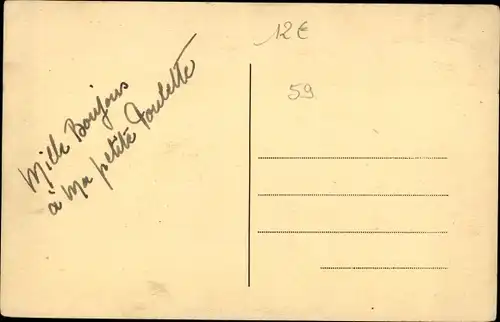 Mille Bonjours
à ma petite Poulette
12€
59